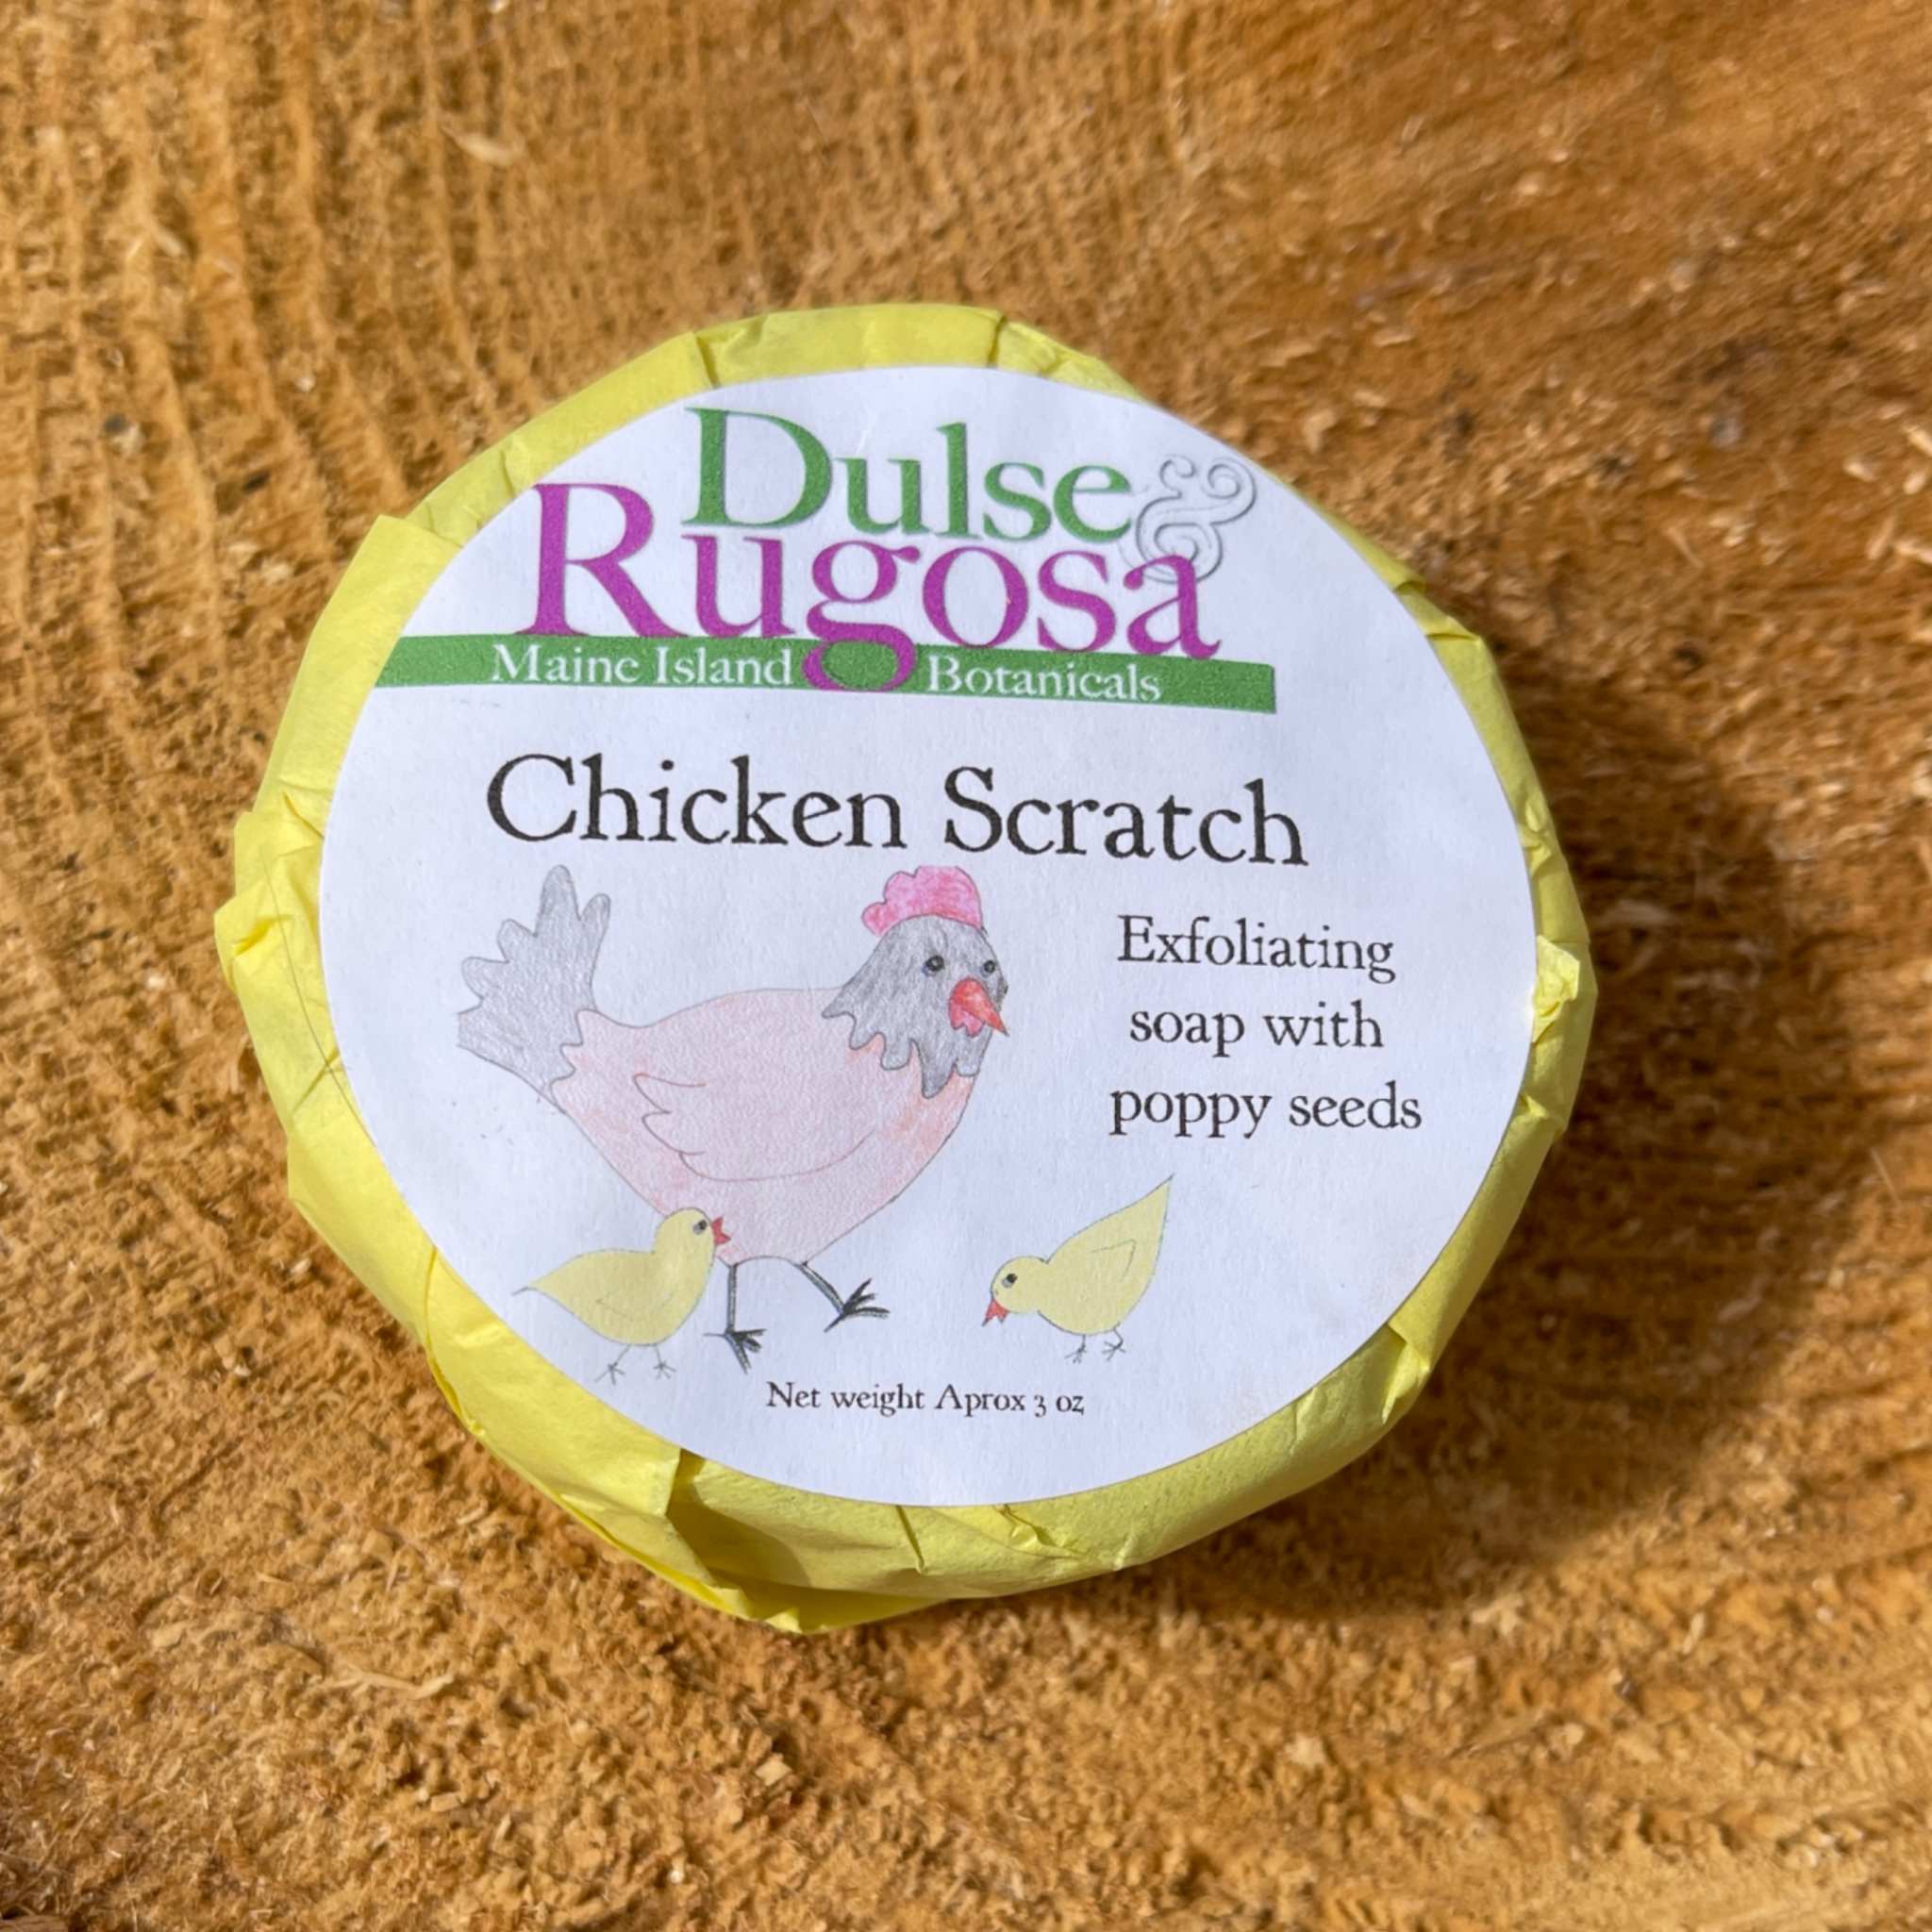 Dulse &
Rugosa
Maine Island Botanicals
Chicken Scratch
Exfoliating
soap with
poppy seeds
Net weight Aprox 3 oz